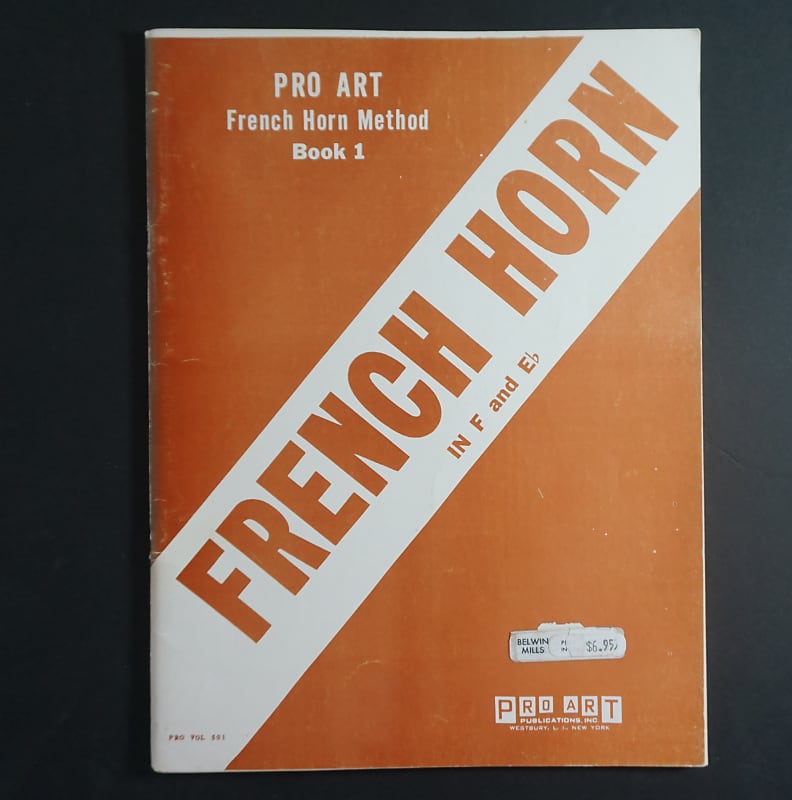 PRO ART
French Horn Method
Book 1
FRENCH HORN
IN F and E♭
BELWIN
MILLS
$6.95
PRO ART
PUBLICATIONS, INC.
WESTBURY, L. I., NEW YORK
PRO VOL 501